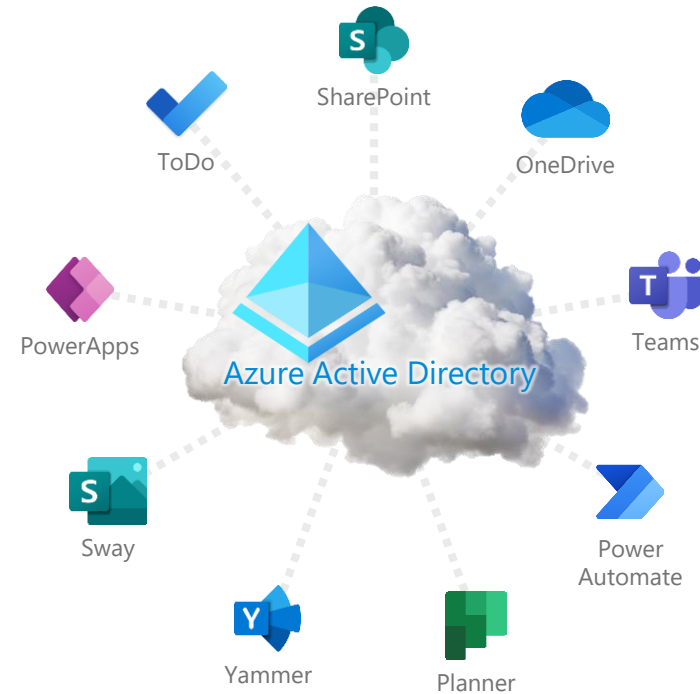 S
SharePoint
ToDo
OneDrive
T
Teams
PowerApps
Azure Active Directory
S
Sway
Power
Automate
Y
Yammer
Planner